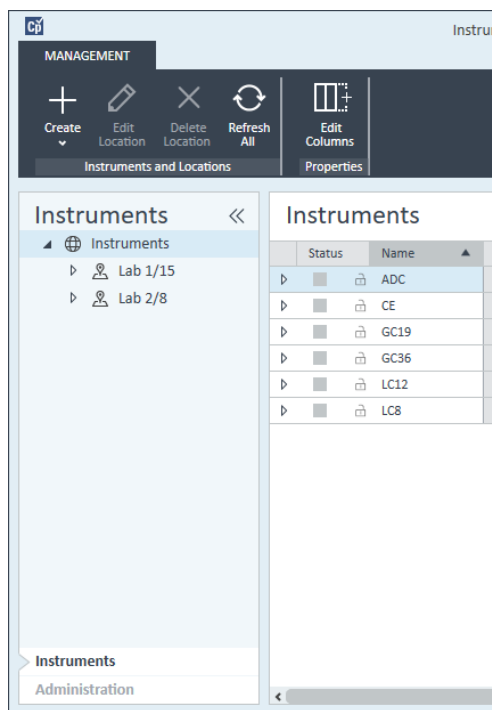 Cp
Instru
MANAGEMENT
Create
Edit Location
Delete Location
Refresh All
Edit Columns
Instruments and Locations
Properties
Instruments
Instruments
Lab 1/15
Lab 2/8
Instruments
Administration
Instruments
Status Name
ADC
CE
GC19
GC36
LC12
LC8